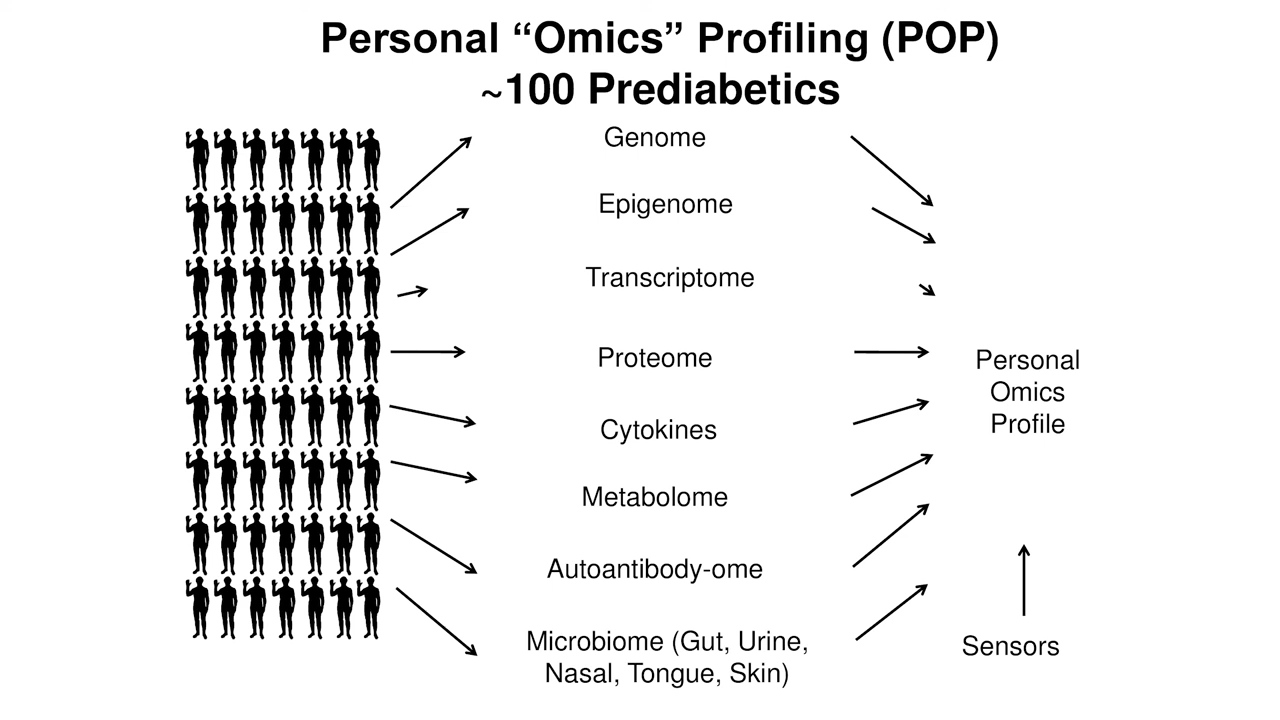 Personal “Omics” Profiling (POP)
~100 Prediabetics
Genome
Epigenome
Transcriptome
Proteome
Cytokines
Metabolome
Autoantibody-ome
Microbiome (Gut, Urine,
Nasal, Tongue, Skin)
Personal
Omics
Profile
Sensors